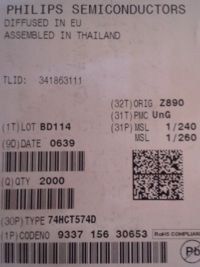 PHILIPS SEMICONDUCTORS
DIFFUSED IN EU
ASSEMBLED IN THAILAND
TLID: 341863111
(32T) ORIG Z890
(31T) PMC UnG
(1T) LOT BD114
(31P) MSL 1/240
MSL 1/260
(9D) DATE 0639
(Q) QTY 2000
(30P) TYPE 74HCT574D
(1P) CODENO 9337 156 30653
RoHS COMPLIANT
Pb